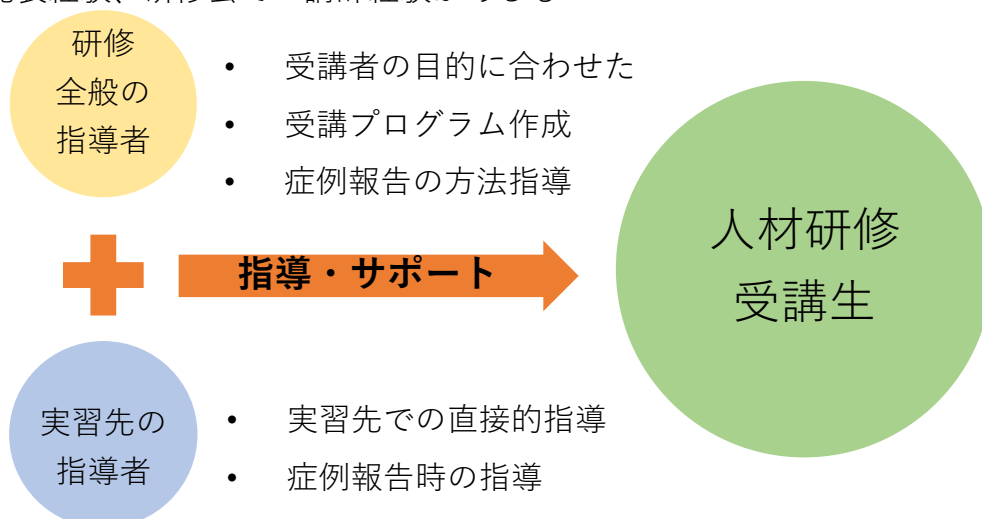 研修
全般の
指導者
• 受講者の目的に合わせた
• 受講プログラム作成
• 症例報告の方法指導
指導・サポート
人材研修
受講生
実習先の
指導者
• 実習先での直接的指導
• 症例報告時の指導